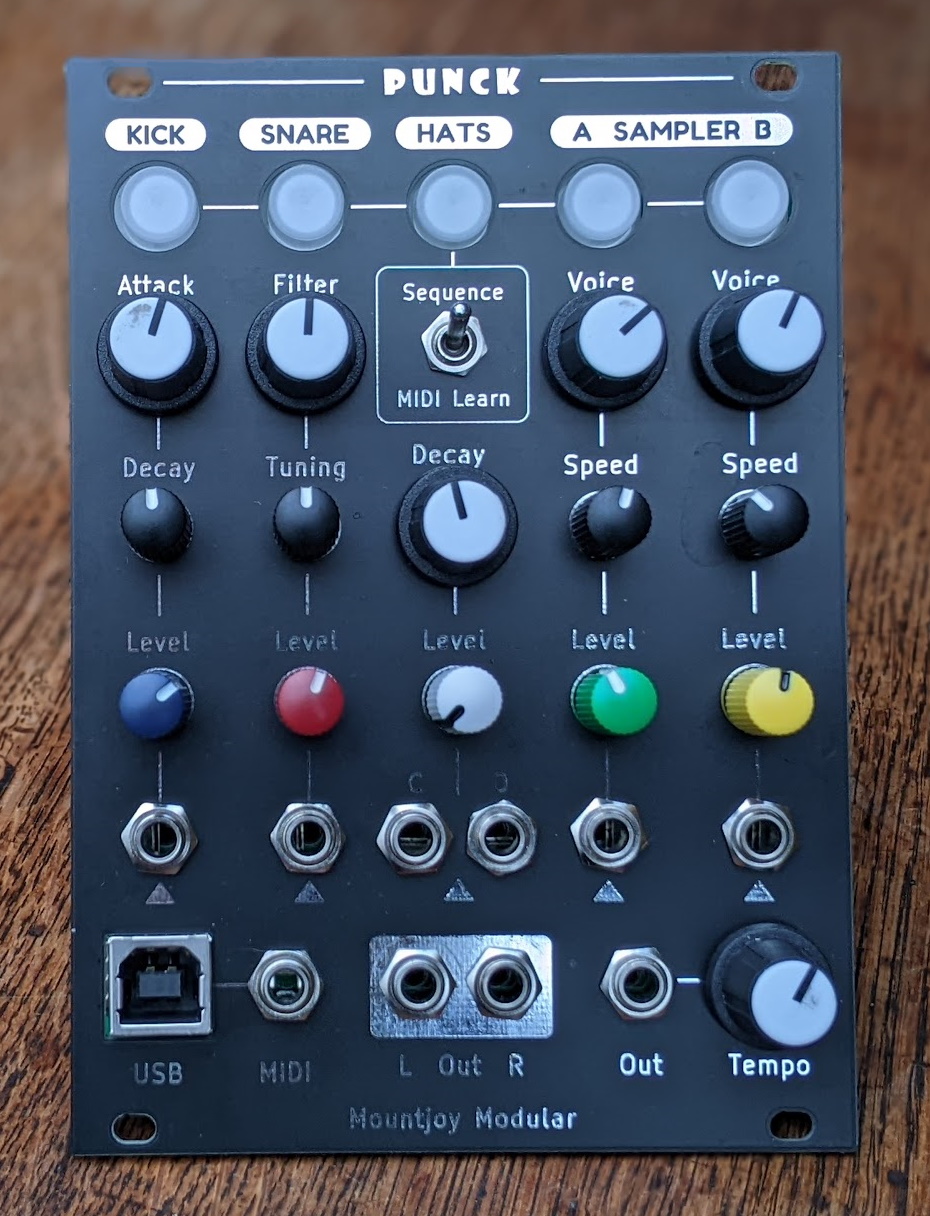 PUNCK
KICK SNARE HATS A SAMPLER B
Attack Filter Sequence Voice Voice
MIDI Learn
Decay Tuning Decay Speed Speed
Level Level Level Level Level
C
USB MIDI L Out R Out Tempo
Mountjoy Modular